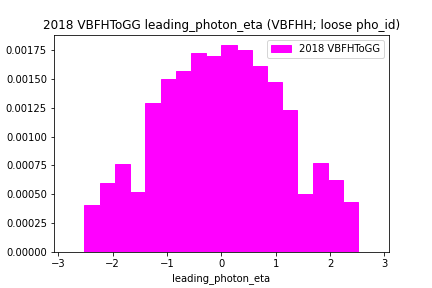 2018 VBFHToGG leading_photon_eta (VBFHH; loose pho_id)
2018 VBFHToGG
0.00175
0.00150
0.00125
0.00100
0.00075
0.00050
0.00025
0.00000
−3 −2 −1 0 1 2 3
leading_photon_eta